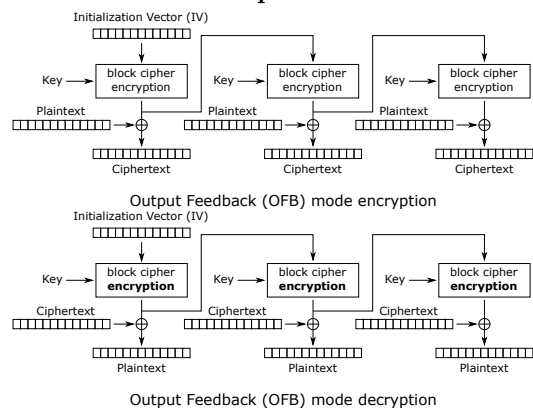 Initialization Vector (IV)
Key
block cipher
encryption
Key
block cipher
encryption
Key
block cipher
encryption
Plaintext
Plaintext
Plaintext
Ciphertext
Ciphertext
Ciphertext
Output Feedback (OFB) mode encryption
Initialization Vector (IV)
Key
block cipher
encryption
Key
block cipher
encryption
Key
block cipher
encryption
Ciphertext
Ciphertext
Ciphertext
Plaintext
Plaintext
Plaintext
Output Feedback (OFB) mode decryption